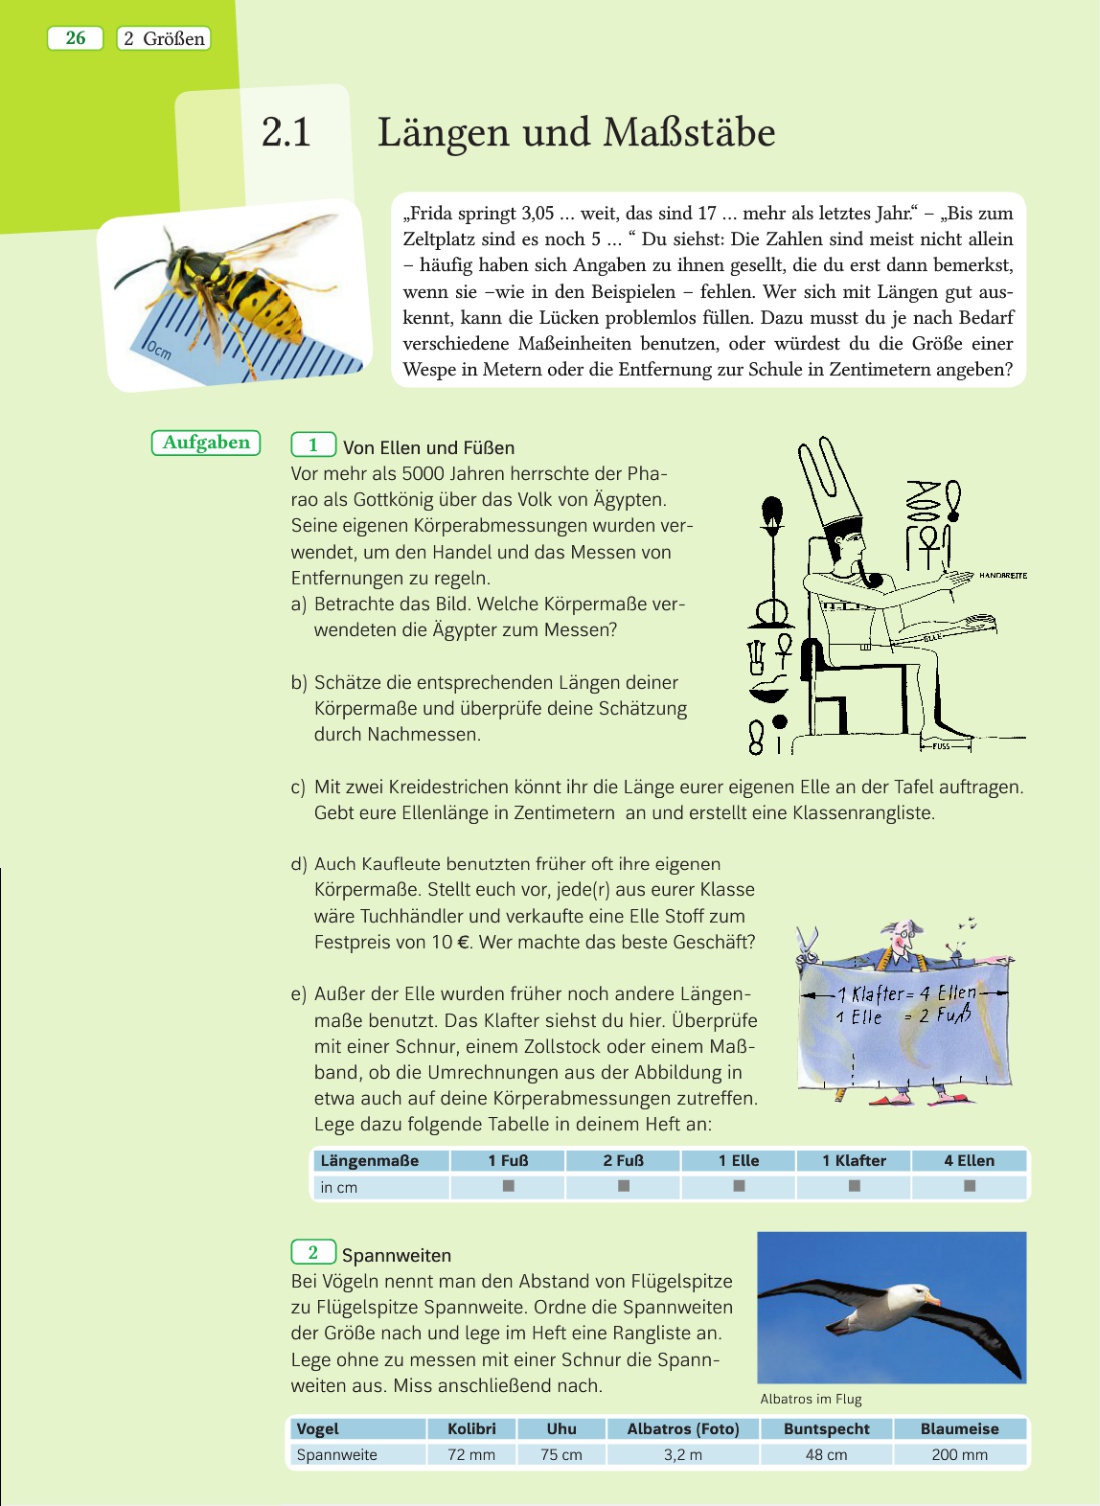 26
2 Größen
2.1 Längen und Maßstäbe
„Frida springt 3,05 ... weit, das sind 17 ... mehr als letztes Jahr.“ – „Bis zum
Zeltplatz sind es noch 5 ... “ Du siehst: Die Zahlen sind meist nicht allein
– häufig haben sich Angaben zu ihnen gesellt, die du erst dann bemerkst,
wenn sie –wie in den Beispielen – fehlen. Wer sich mit Längen gut aus-
kennt, kann die Lücken problemlos füllen. Dazu musst du je nach Bedarf
verschiedene Maßeinheiten benutzen, oder würdest du die Größe einer
Wespe in Metern oder die Entfernung zur Schule in Zentimetern angeben?
0cm
Aufgaben
1 Von Ellen und Füßen
Vor mehr als 5000 Jahren herrschte der Pha-
rao als Gottkönig über das Volk von Ägypten.
Seine eigenen Körperabmessungen wurden ver-
wendet, um den Handel und das Messen von
Entfernungen zu regeln.
a) Betrachte das Bild. Welche Körpermaße ver-
wendeten die Ägypter zum Messen?
b) Schätze die entsprechenden Längen deiner
Körpermaße und überprüfe deine Schätzung
durch Nachmessen.
HANDBREITE
ELLE
FUSS
c) Mit zwei Kreidestrichen könnt ihr die Länge eurer eigenen Elle an der Tafel auftragen.
Gebt eure Ellenlänge in Zentimetern an und erstellt eine Klassenrangliste.
d) Auch Kaufleute benutzten früher oft ihre eigenen
Körpermaße. Stellt euch vor, jede(r) aus eurer Klasse
wäre Tuchhändler und verkaufte eine Elle Stoff zum
Festpreis von 10 €. Wer machte das beste Geschäft?
e) Außer der Elle wurden früher noch andere Längen-
maße benutzt. Das Klafter siehst du hier. Überprüfe
mit einer Schnur, einem Zollstock oder einem Maß-
band, ob die Umrechnungen aus der Abbildung in
etwa auch auf deine Körperabmessungen zutreffen.
Lege dazu folgende Tabelle in deinem Heft an:
1 Klafter = 4 Ellen
1 Elle = 2 Fuß
Längenmaße 1 Fuß 2 Fuß 1 Elle 1 Klafter 4 Ellen
in cm ■ ■ ■ ■ ■
2 Spannweiten
Bei Vögeln nennt man den Abstand von Flügelspitze
zu Flügelspitze Spannweite. Ordne die Spannweiten
der Größe nach und lege im Heft eine Rangliste an.
Lege ohne zu messen mit einer Schnur die Spann-
weiten aus. Miss anschließend nach.
Albatros im Flug
Vogel Kolibri Uhu Albatros (Foto) Buntspecht Blaumeise
Spannweite 72 mm 75 cm 3,2 m 48 cm 200 mm